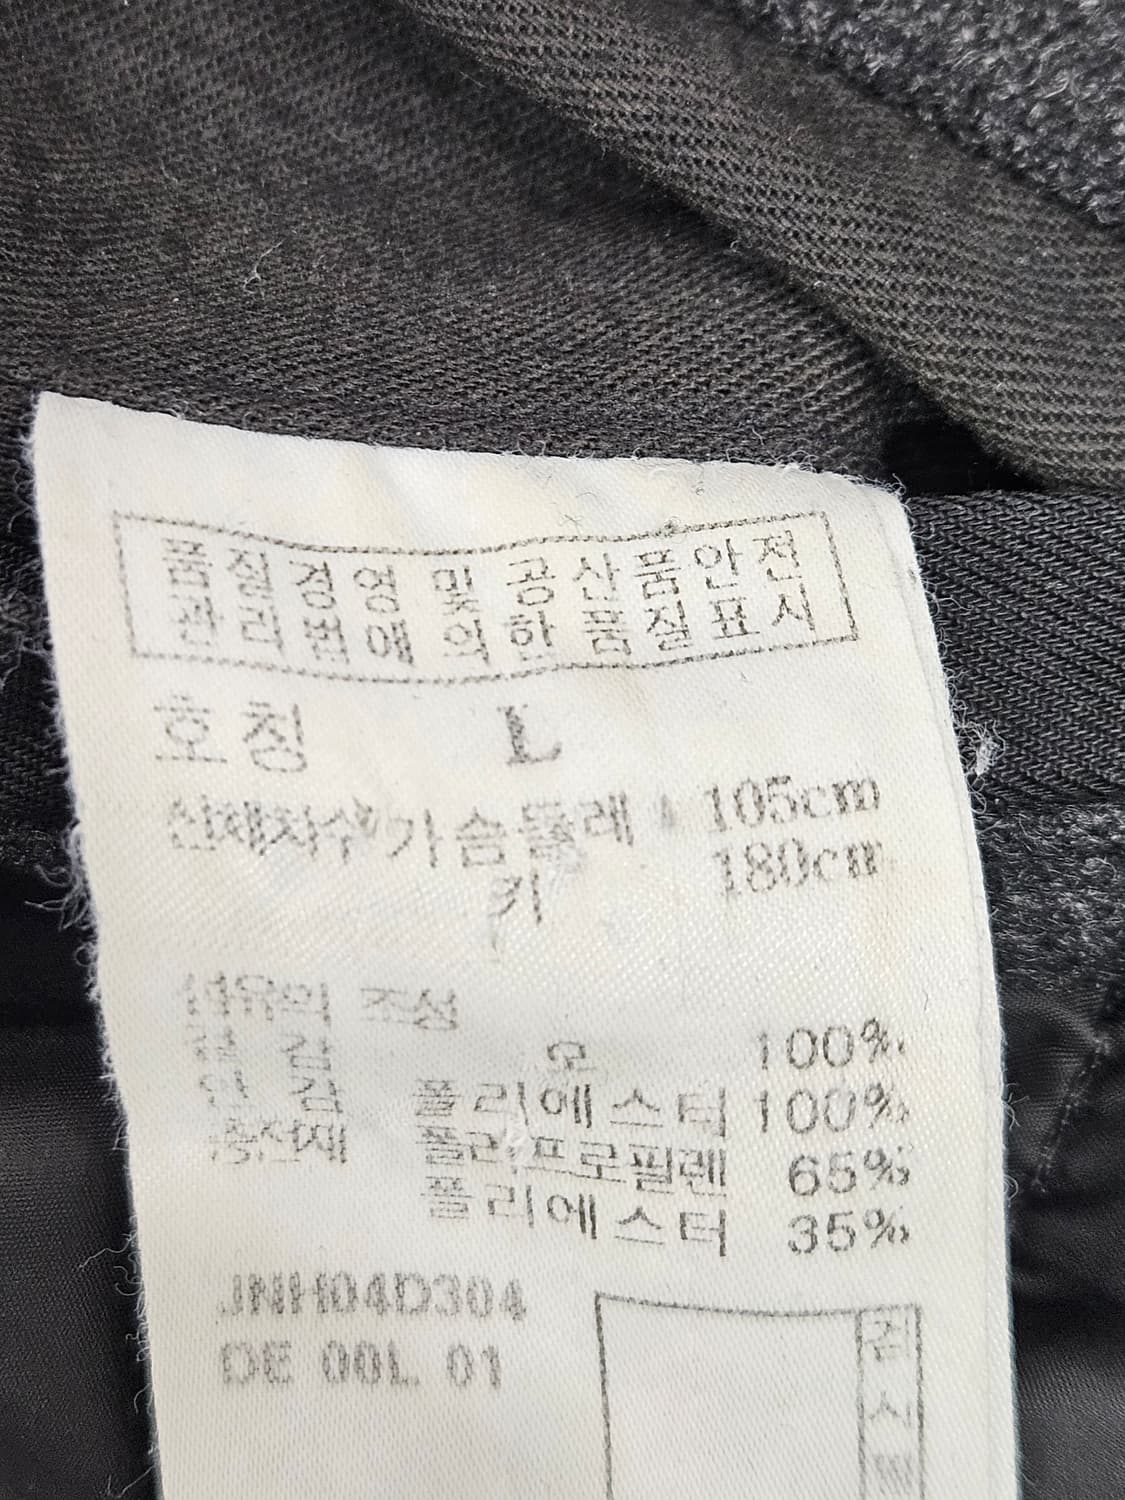 품질경영 및 공산품안전
관리법에 의한 품질표시
호칭 L
신체치수 가슴둘레 : 105cm
키 180cm
섬유의 조성
겉감 모 100%
안감 폴리에스터 100%
충전재 폴리프로필렌 65%
폴리에스터 35%
JNH04D304
DE 00L 01
검
사
필